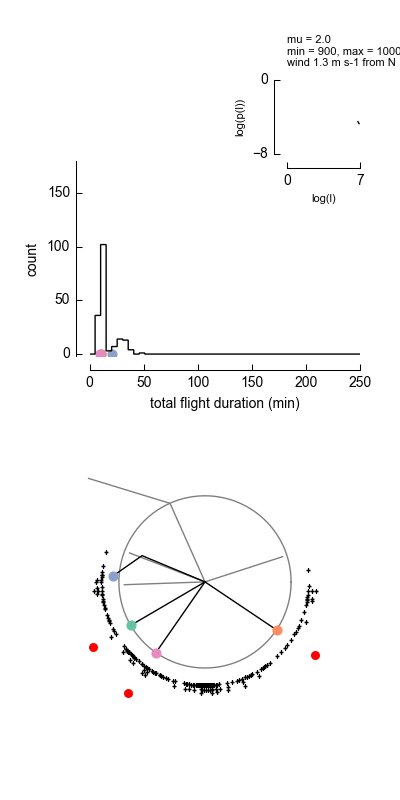 mu = 2.0
min = 900, max = 1000
wind 1.3 m s-1 from N
0
−8
log(p(l))
0 7
log(l)
150
100
50
0
count
0 50 100 150 200 250
total flight duration (min)